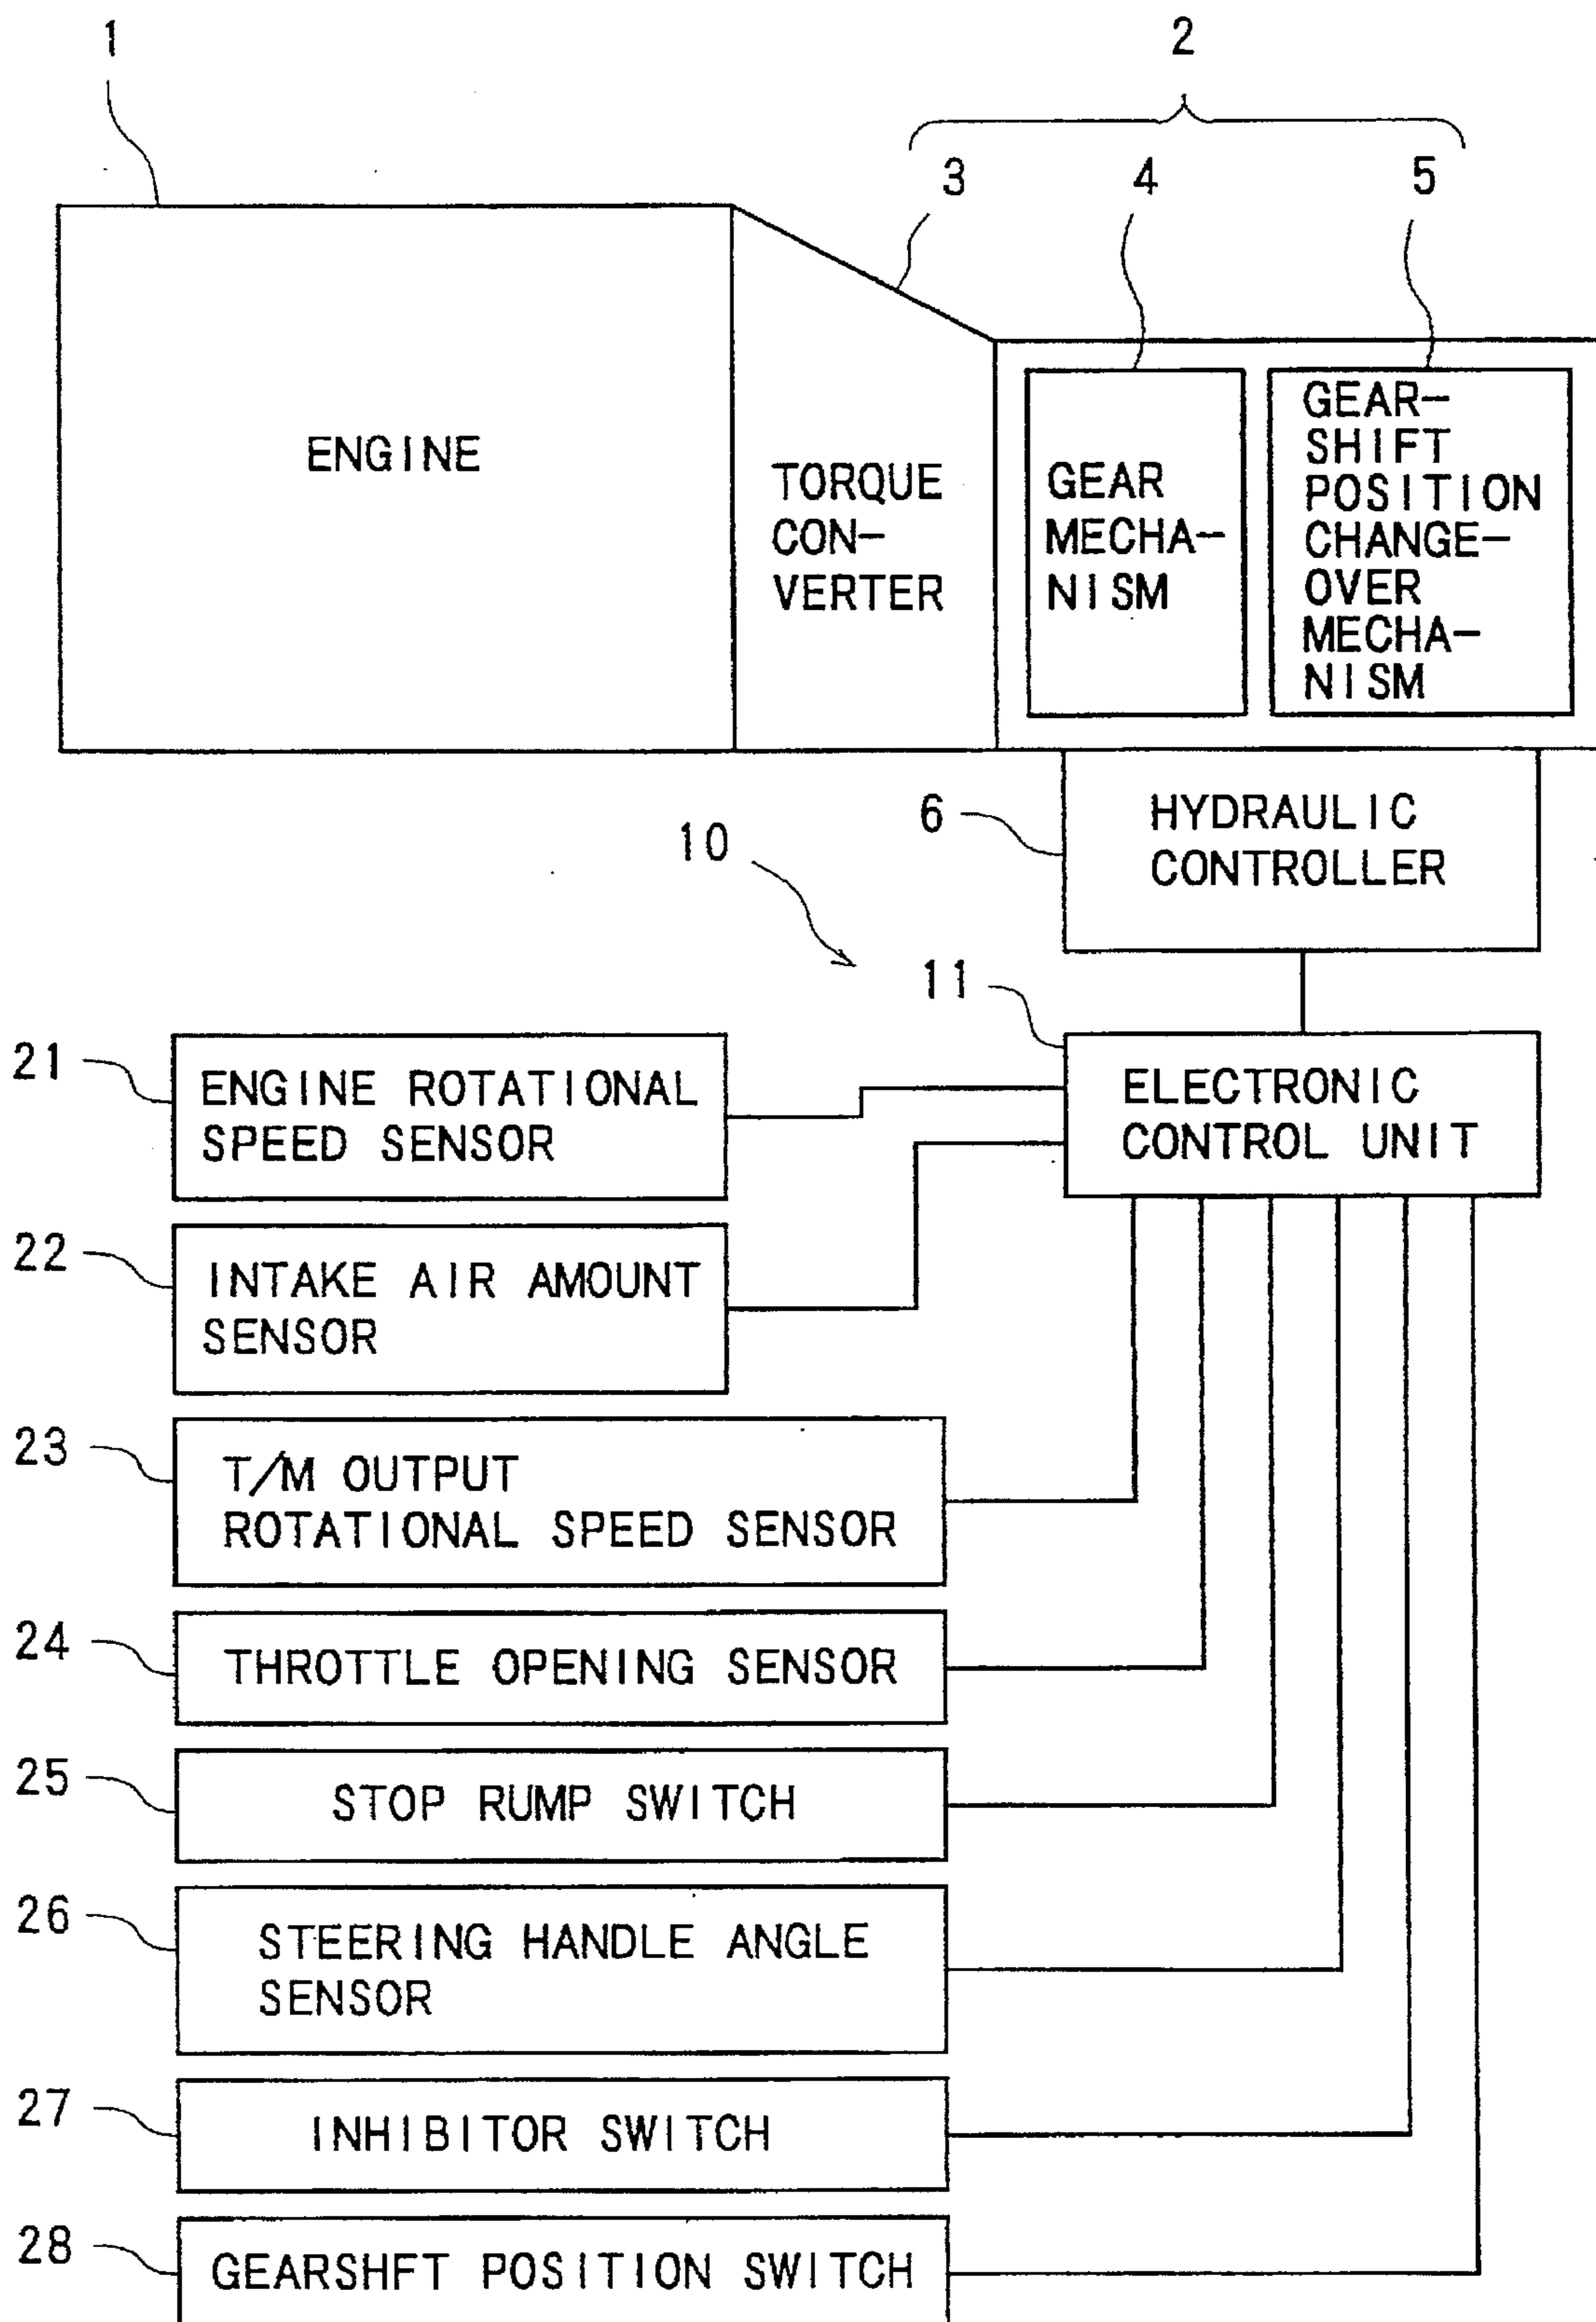 1
2
3
4
5
ENGINE
TORQUE
CON-
VERTER
GEAR
MECHA-
NISM
GEAR-
SHIFT
POSITION
CHANGE-
OVER
MECHA-
NISM
6
HYDRAULIC
CONTROLLER
10
11
ELECTRONIC
CONTROL UNIT
21
ENGINE ROTATIONAL
SPEED SENSOR
22
INTAKE AIR AMOUNT
SENSOR
23
T/M OUTPUT
ROTATIONAL SPEED SENSOR
24
THROTTLE OPENING SENSOR
25
STOP RUMP SWITCH
26
STEERING HANDLE ANGLE
SENSOR
27
INHIBITOR SWITCH
28
GEARSHFT POSITION SWITCH